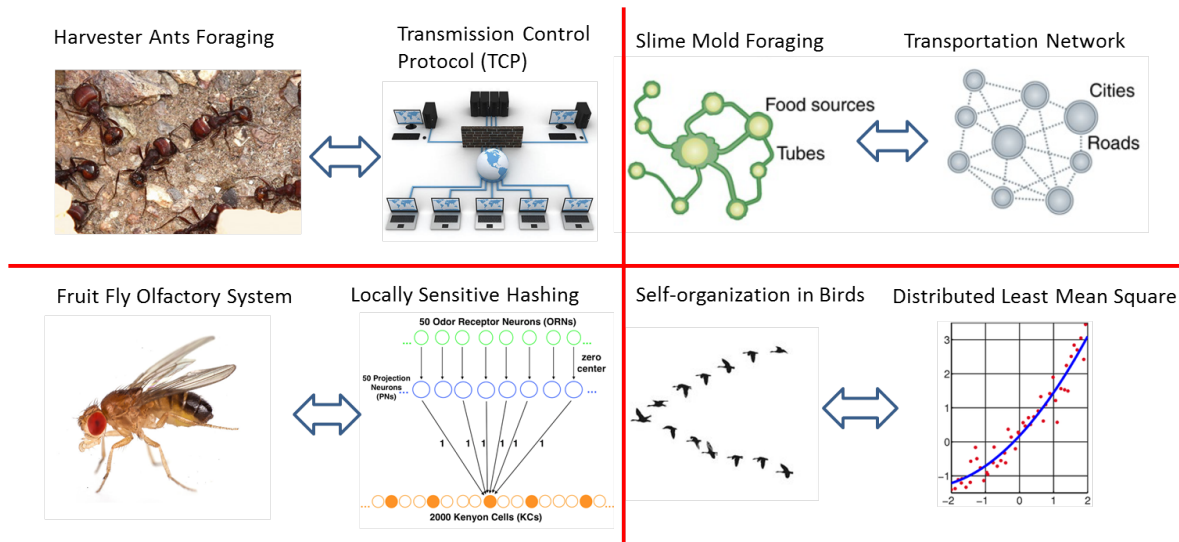 Harvester Ants Foraging
Transmission Control
Protocol (TCP)
Slime Mold Foraging
Transportation Network
Food sources
Tubes
Cities
Roads
Fruit Fly Olfactory System
Locally Sensitive Hashing
50 Odor Receptor Neurons (ORNs)
... ...
zero
center
50 Projection
Neurons
(PNs)
... ...
1 1 1 1 1 1
... ...
2000 Kenyon Cells (KCs)
Self-organization in Birds
Distributed Least Mean Square
3
2
1
0
−1
−2 −1 0 1 2